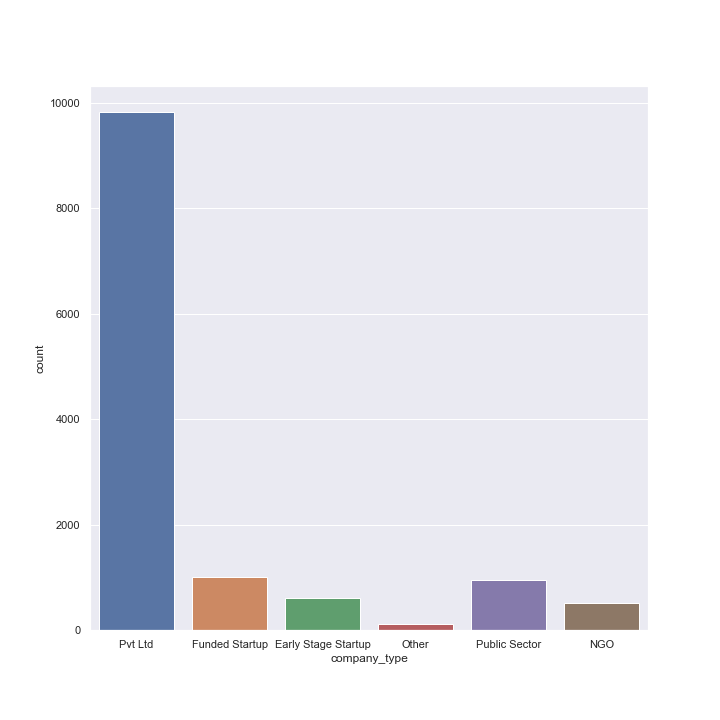 10000
8000
6000
4000
2000
0
count
Pvt Ltd Funded Startup Early Stage Startup Other Public Sector NGO
company_type